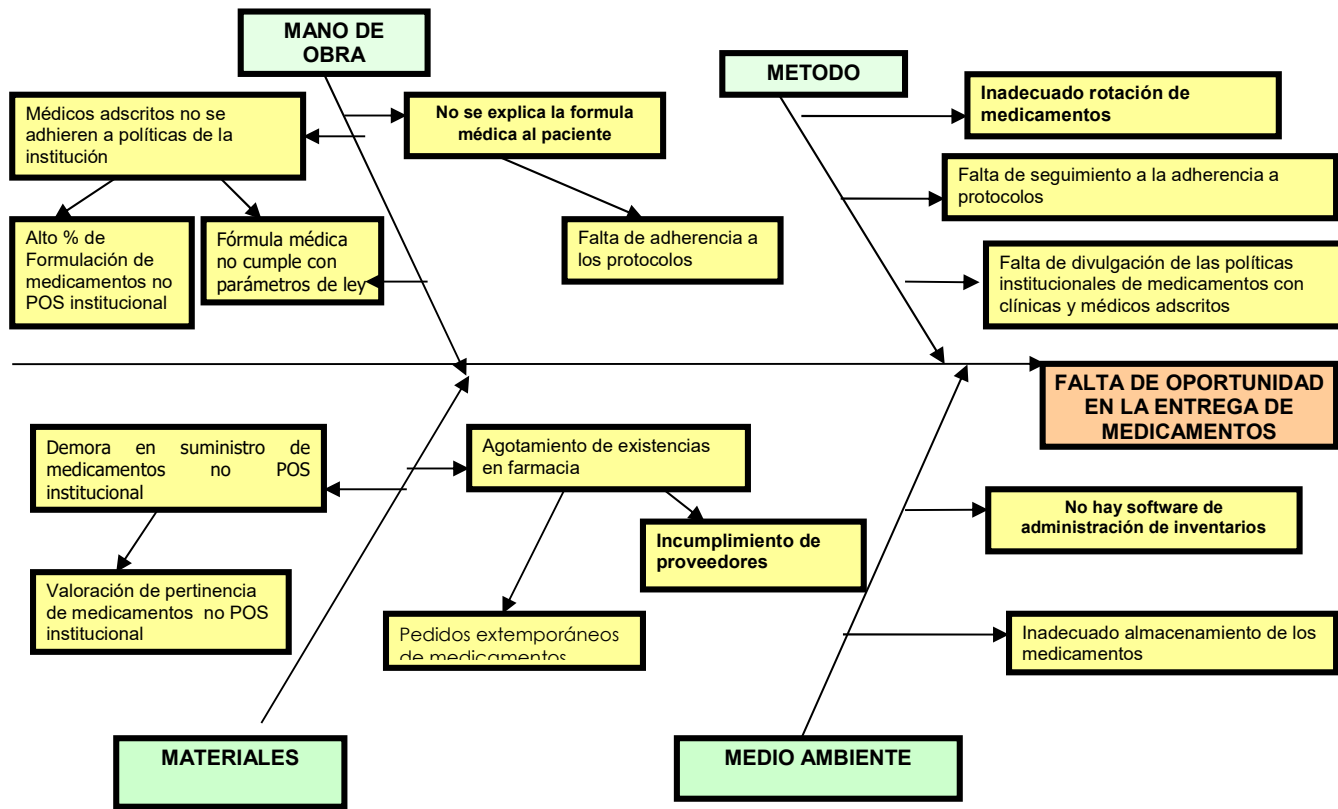 MANO DE
OBRA
METODO
Médicos adscritos no se
adhieren a políticas de la
institución
No se explica la formula
médica al paciente
Inadecuado rotación de
medicamentos
Falta de seguimiento a la adherencia a
protocolos
Alto % de
Formulación de
medicamentos no
POS institucional
Fórmula médica
no cumple con
parámetros de ley
Falta de adherencia a
los protocolos
Falta de divulgación de las políticas
institucionales de medicamentos con
clínicas y médicos adscritos
FALTA DE OPORTUNIDAD
EN LA ENTREGA DE
MEDICAMENTOS
Demora en suministro de
medicamentos no POS
institucional
Agotamiento de existencias
en farmacia
No hay software de
administración de inventarios
Incumplimiento de
proveedores
Valoración de pertinencia
de medicamentos no POS
institucional
Pedidos extemporáneos
de medicamentos
Inadecuado almacenamiento de los
medicamentos
MATERIALES
MEDIO AMBIENTE